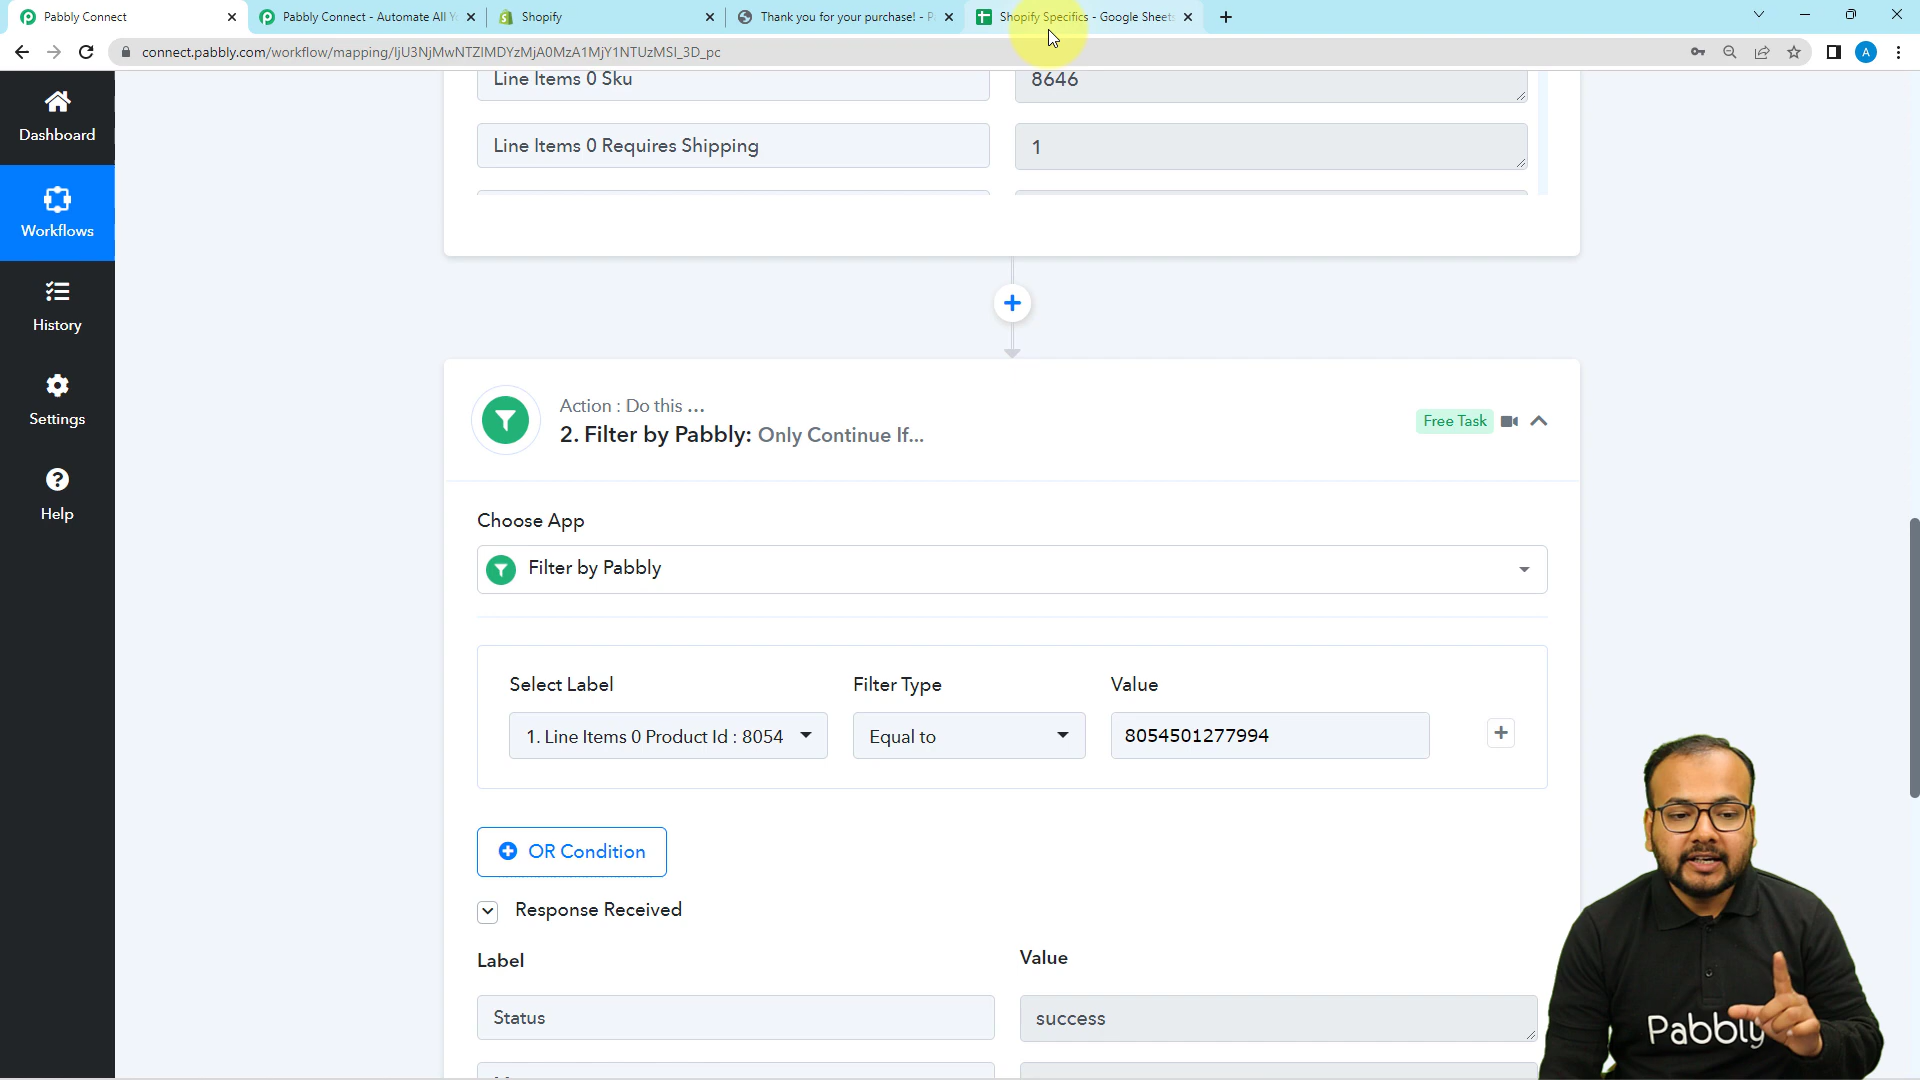 Pabbly Connect
Pabbly Connect - Automate All Y
Shopify
Thank you for your purchase! - P
Shopify Specifics - Google Sheets
connect.pabbly.com/workflow/mapping/IjU3NjMwNTZIMDYzMjA0MzA1MjY1NTUzMSI_3D_pc
A
Dashboard
Workflows
History
Settings
Help
Line Items 0 Sku
8646
Line Items 0 Requires Shipping
1
Action : Do this ...
2. Filter by Pabbly: Only Continue If...
Free Task
Choose App
Filter by Pabbly
Select Label
Filter Type
Value
1. Line Items 0 Product Id : 8054
Equal to
8054501277994
OR Condition
Response Received
Label
Value
Status
success
Pabbly